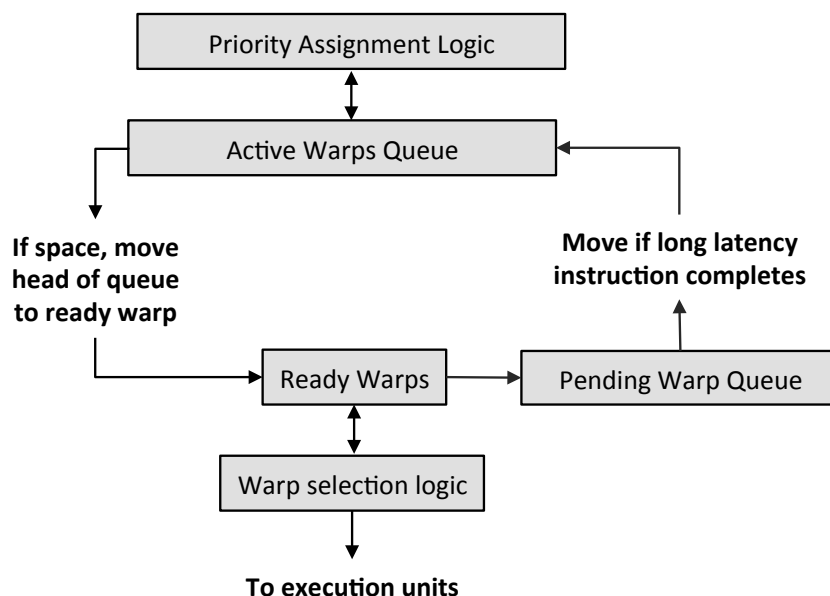 Priority Assignment Logic
Active Warps Queue
If space, move
head of queue
to ready warp
Move if long latency
instruction completes
Ready Warps
Pending Warp Queue
Warp selection logic
To execution units